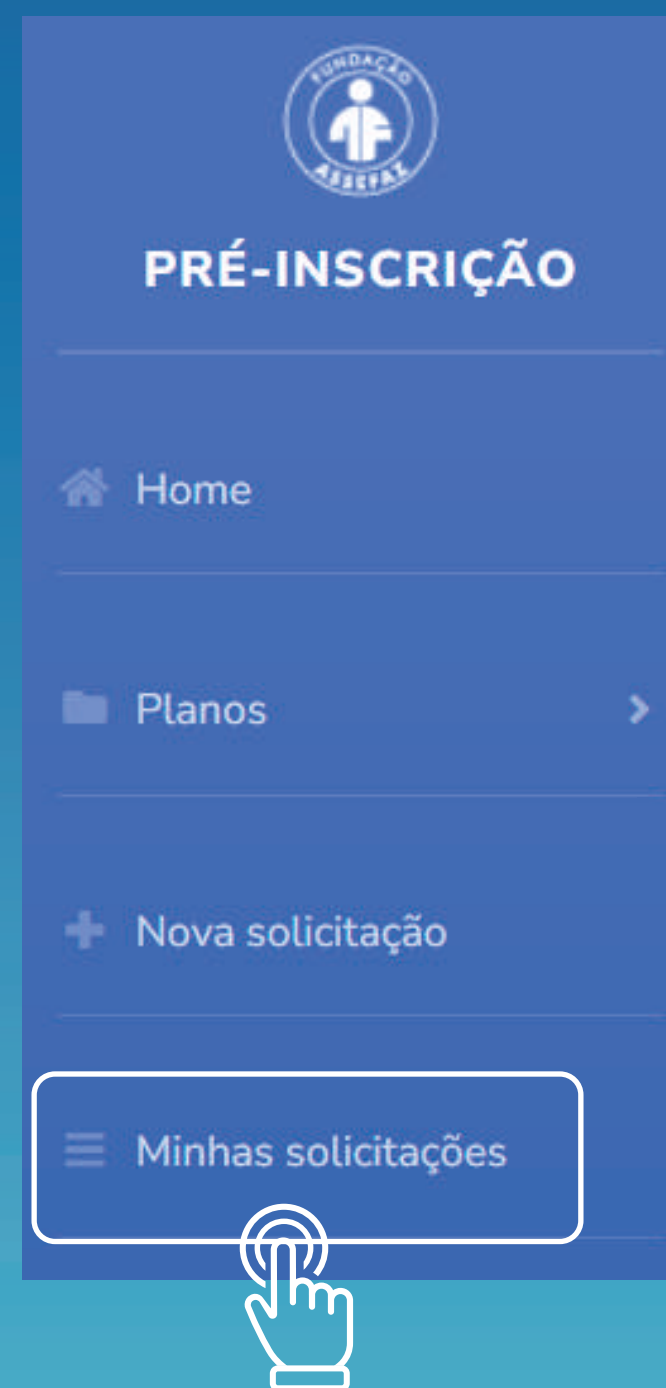 FUNDAÇÃO
ASSEFAZ
PRÉ-INSCRIÇÃO
Home
Planos
Nova solicitação
Minhas solicitações